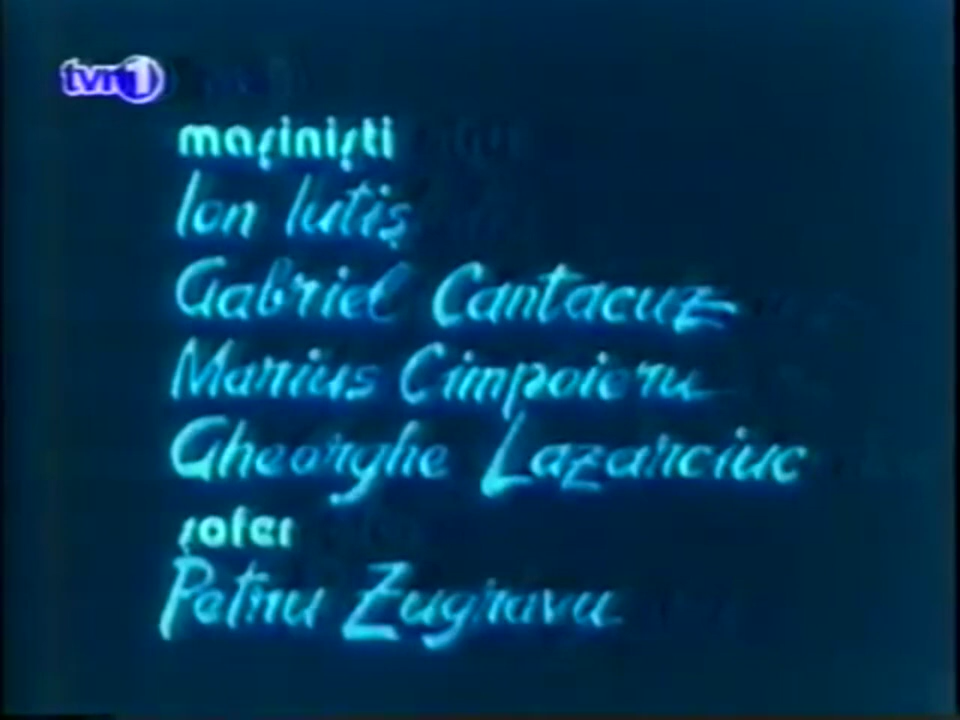 tvr1
mașiniști
Ion Iutiș
Gabriel Cantacuz
Marius Cimpoieru
Gheorghe Lazarciuc
șofer
Petru Zugravu